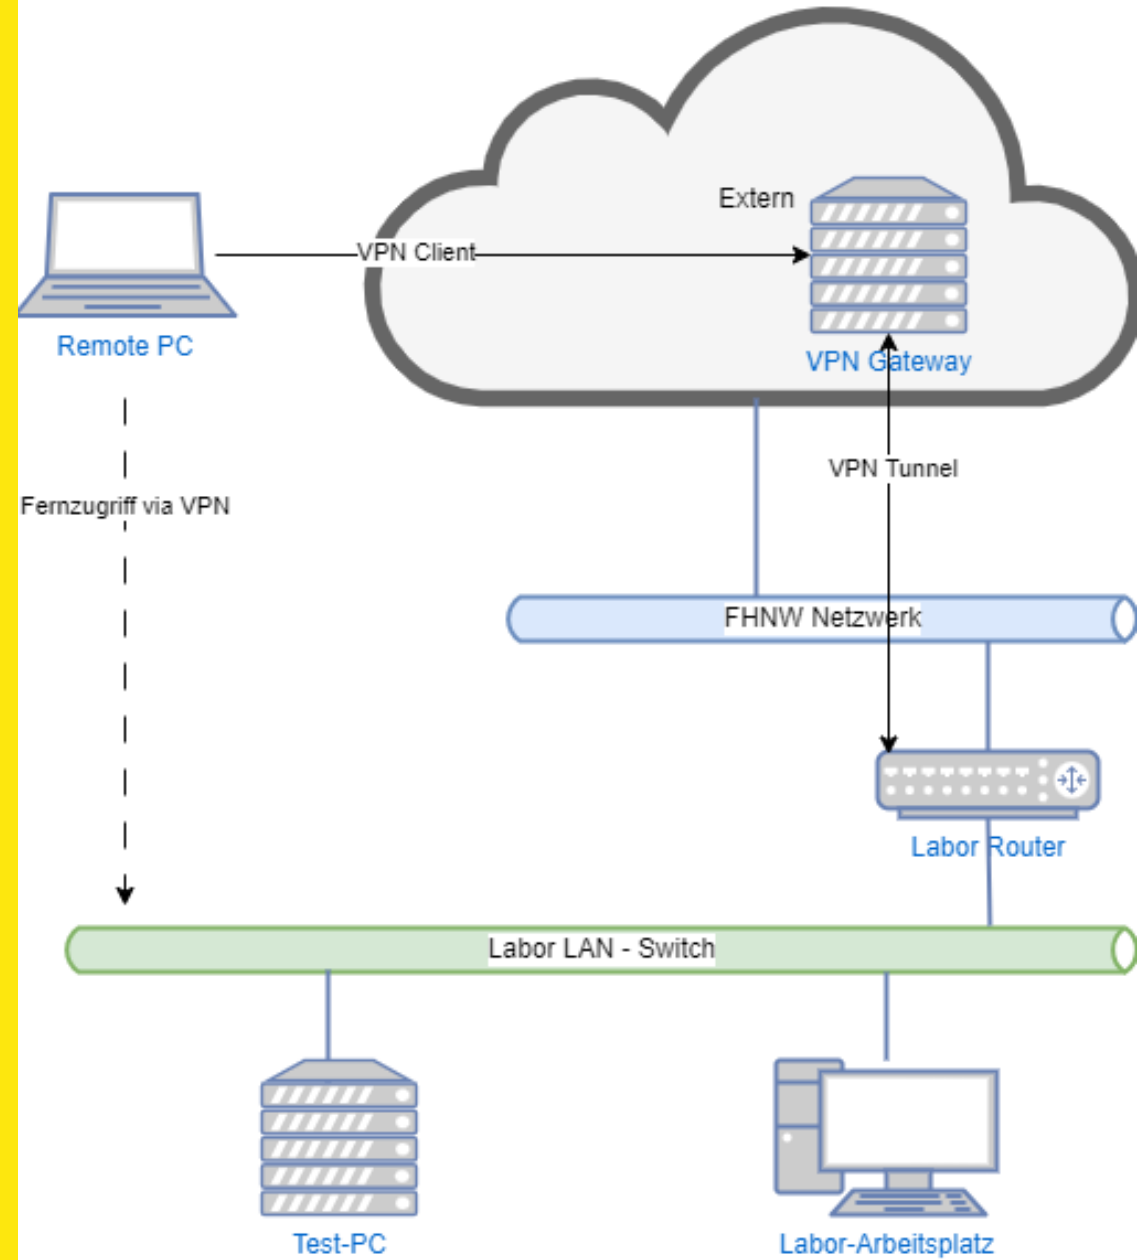 Extern
VPN Client
Remote PC
VPN Gateway
VPN Tunnel
Fernzugriff via VPN
FHNW Netzwerk
Labor Router
Labor LAN - Switch
Test-PC
Labor-Arbeitsplatz